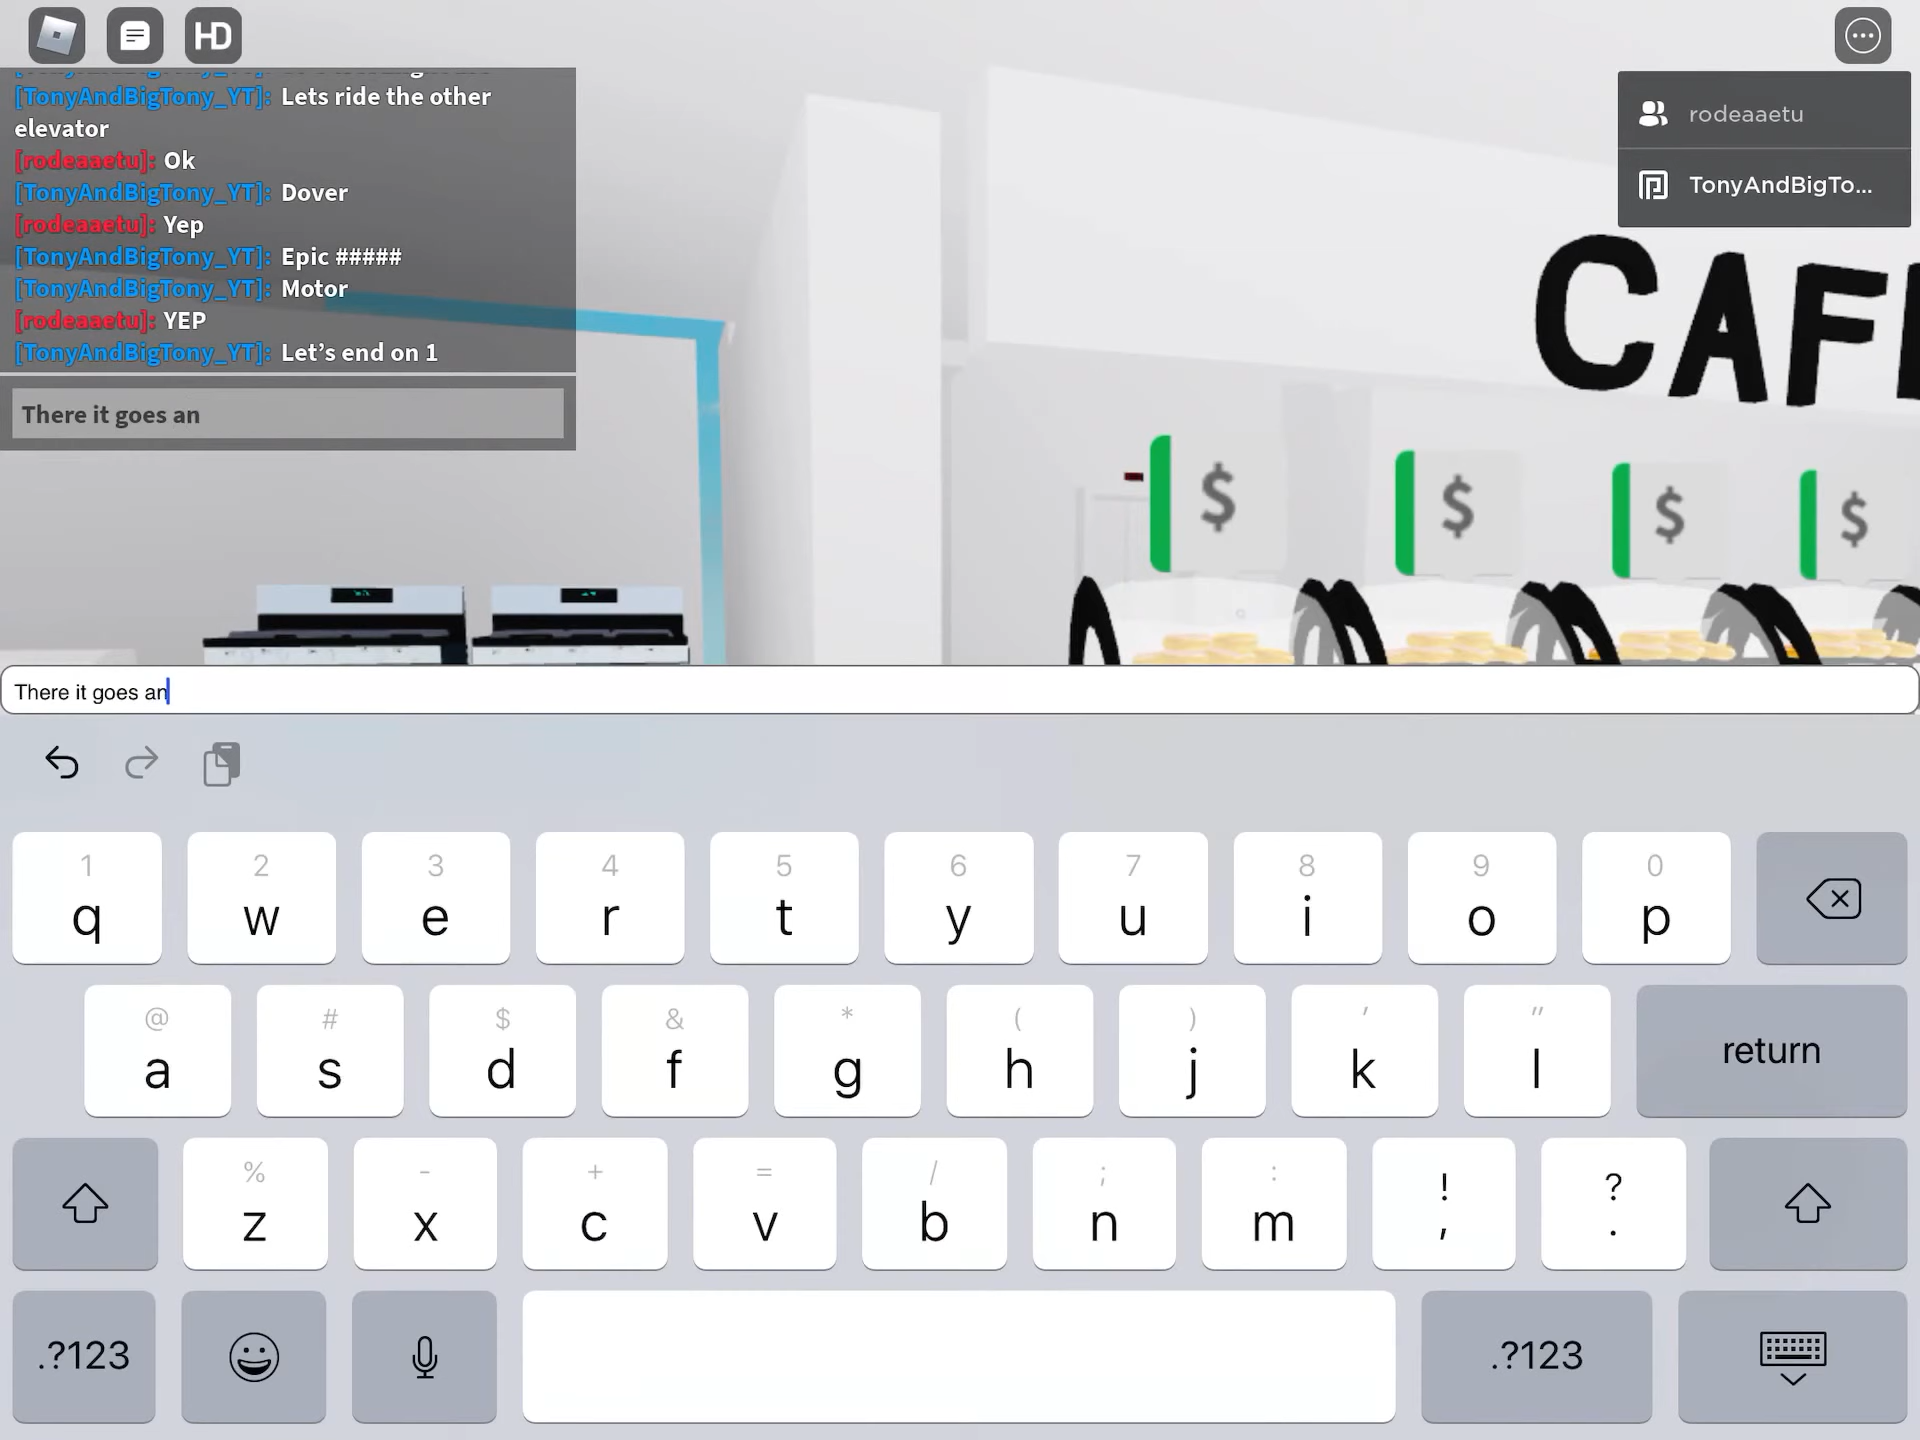 HD
[TonyAndBigTony_YT]: Lets ride the other
elevator
[rodeaaetu]: Ok
[TonyAndBigTony_YT]: Dover
[rodeaaetu]: Yep
[TonyAndBigTony_YT]: Epic #####
[TonyAndBigTony_YT]: Motor
[rodeaaetu]: YEP
[TonyAndBigTony_YT]: Let’s end on 1
There it goes an
rodeaaetu
TonyAndBigTo...
CAF
$ $ $ $
There it goes an
1 2 3 4 5 6 7 8 9 0
q w e r t y u i o p
@ # $ & * ( ) ' "
a s d f g h j k l return
% - + = / ; : ! ?
z x c v b n m , .
.?123 .?123